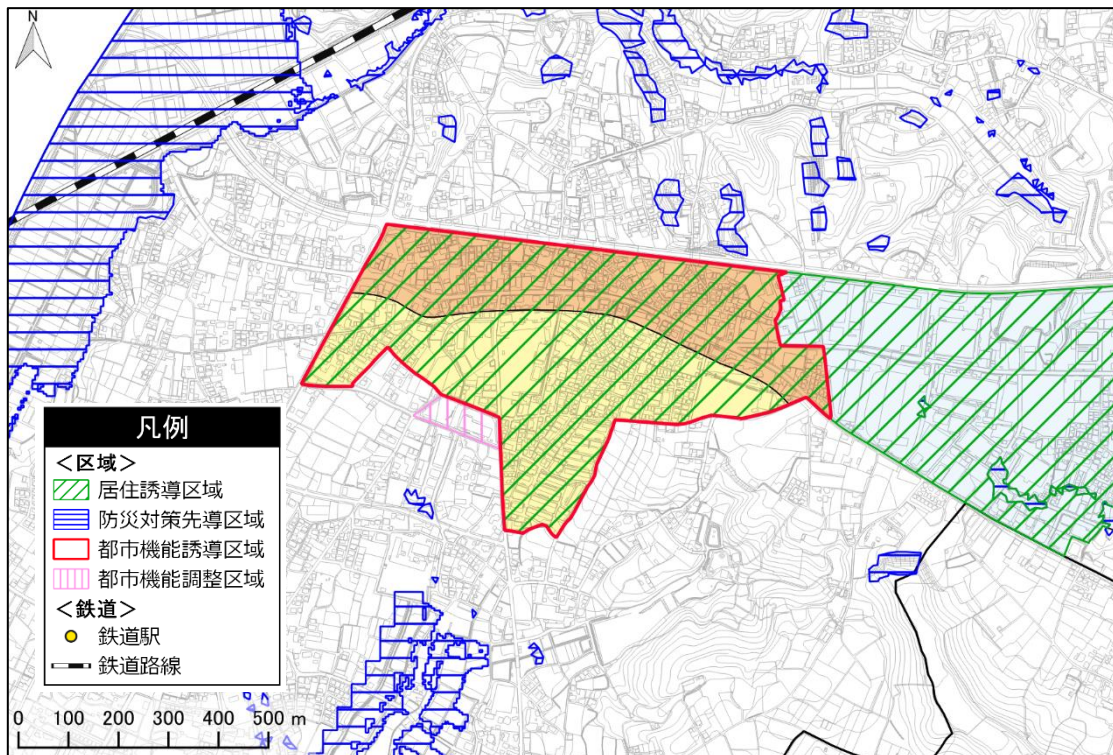 N
凡例
＜区域＞
居住誘導区域
防災対策先導区域
都市機能誘導区域
都市機能調整区域
＜鉄道＞
鉄道駅
鉄道路線
0 100 200 300 400 500 m